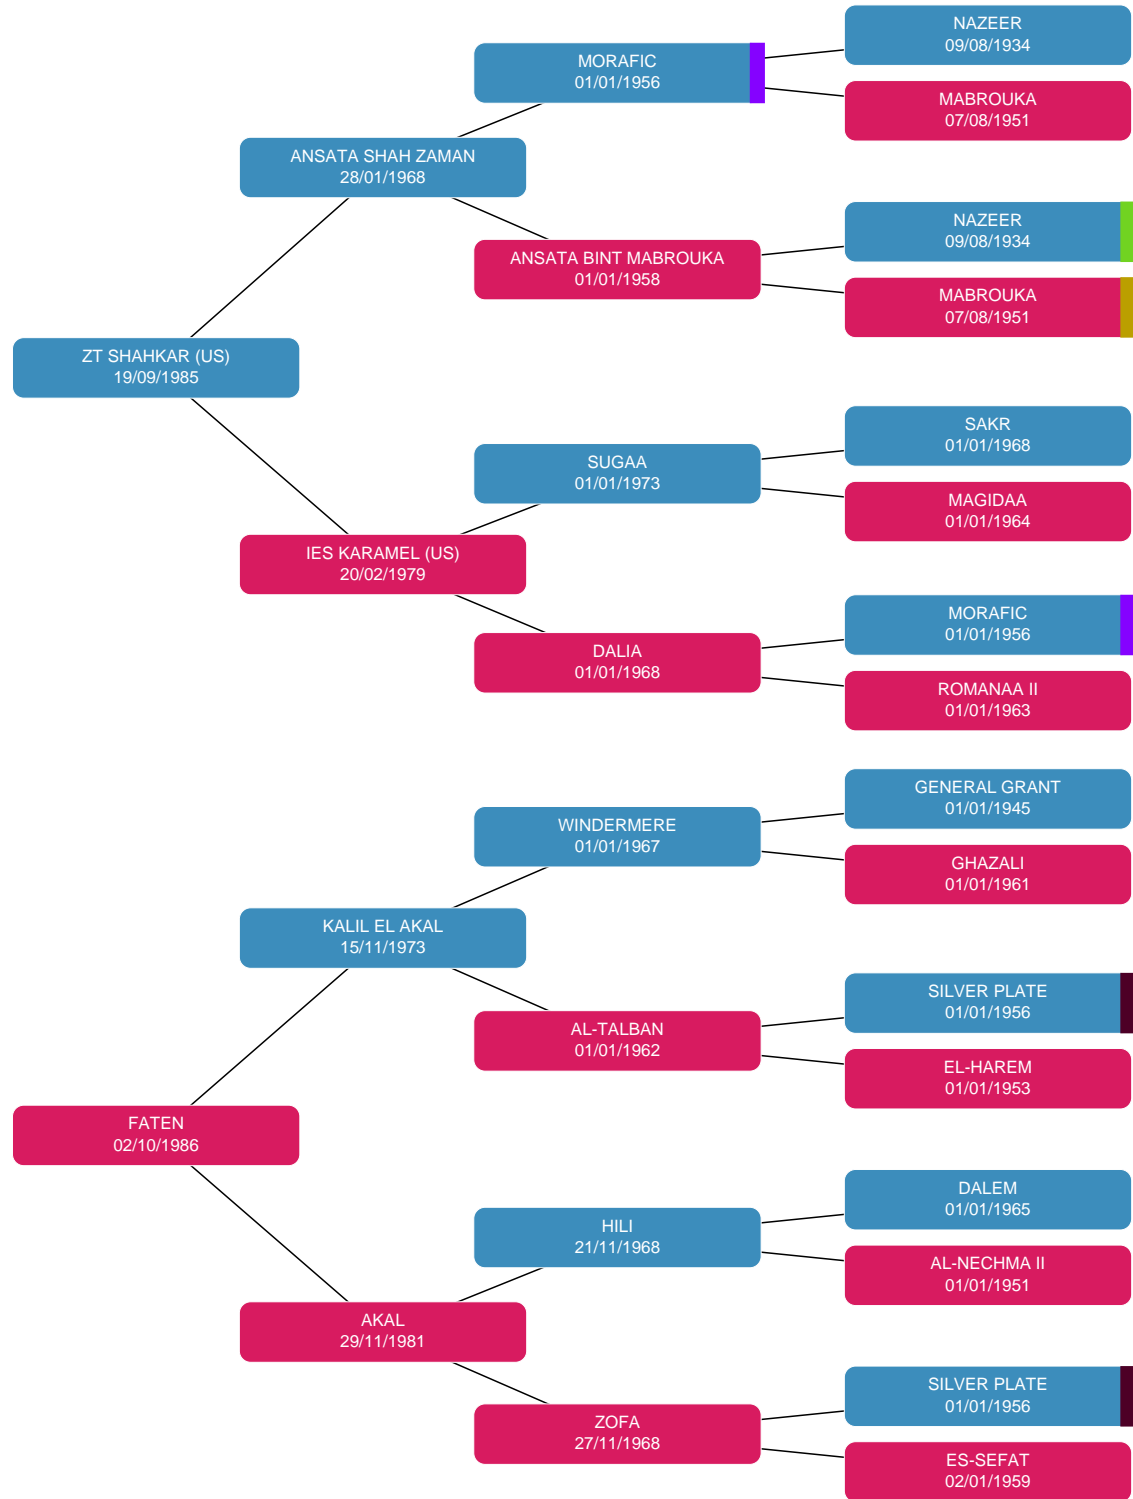 NAZEER
09/08/1934
MORAFIC
01/01/1956
MABROUKA
07/08/1951
ANSATA SHAH ZAMAN
28/01/1968
NAZEER
09/08/1934
ANSATA BINT MABROUKA
01/01/1958
MABROUKA
07/08/1951
ZT SHAHKAR (US)
19/09/1985
SAKR
01/01/1968
SUGAA
01/01/1973
MAGIDAA
01/01/1964
IES KARAMEL (US)
20/02/1979
MORAFIC
01/01/1956
DALIA
01/01/1968
ROMANAA II
01/01/1963
GENERAL GRANT
01/01/1945
WINDERMERE
01/01/1967
GHAZALI
01/01/1961
KALIL EL AKAL
15/11/1973
SILVER PLATE
01/01/1956
AL-TALBAN
01/01/1962
EL-HAREM
01/01/1953
FATEN
02/10/1986
DALEM
01/01/1965
HILI
21/11/1968
AL-NECHMA II
01/01/1951
AKAL
29/11/1981
SILVER PLATE
01/01/1956
ZOFA
27/11/1968
ES-SEFAT
02/01/1959